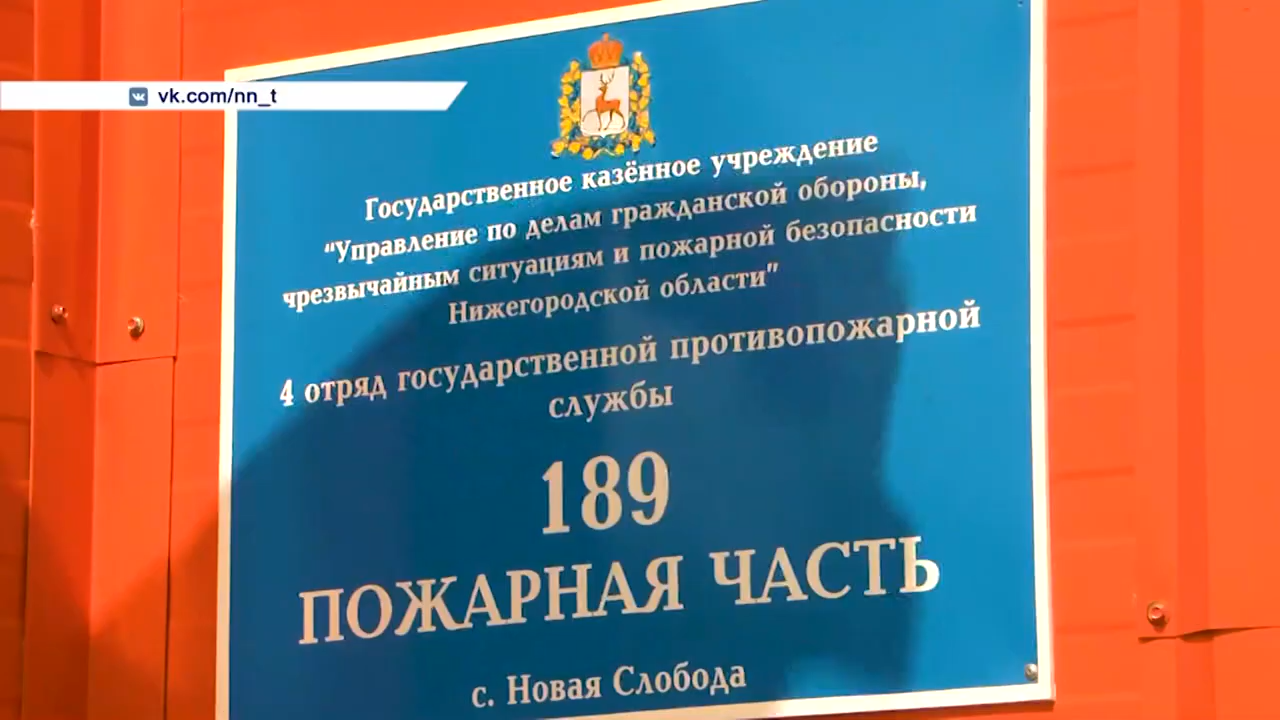 vk.com/nn_t
Государственное казённое учреждение
“Управление по делам гражданской обороны,
чрезвычайным ситуациям и пожарной безопасности
Нижегородской области”
4 отряд государственной противопожарной
службы
189
ПОЖАРНАЯ ЧАСТЬ
с. Новая Слобода